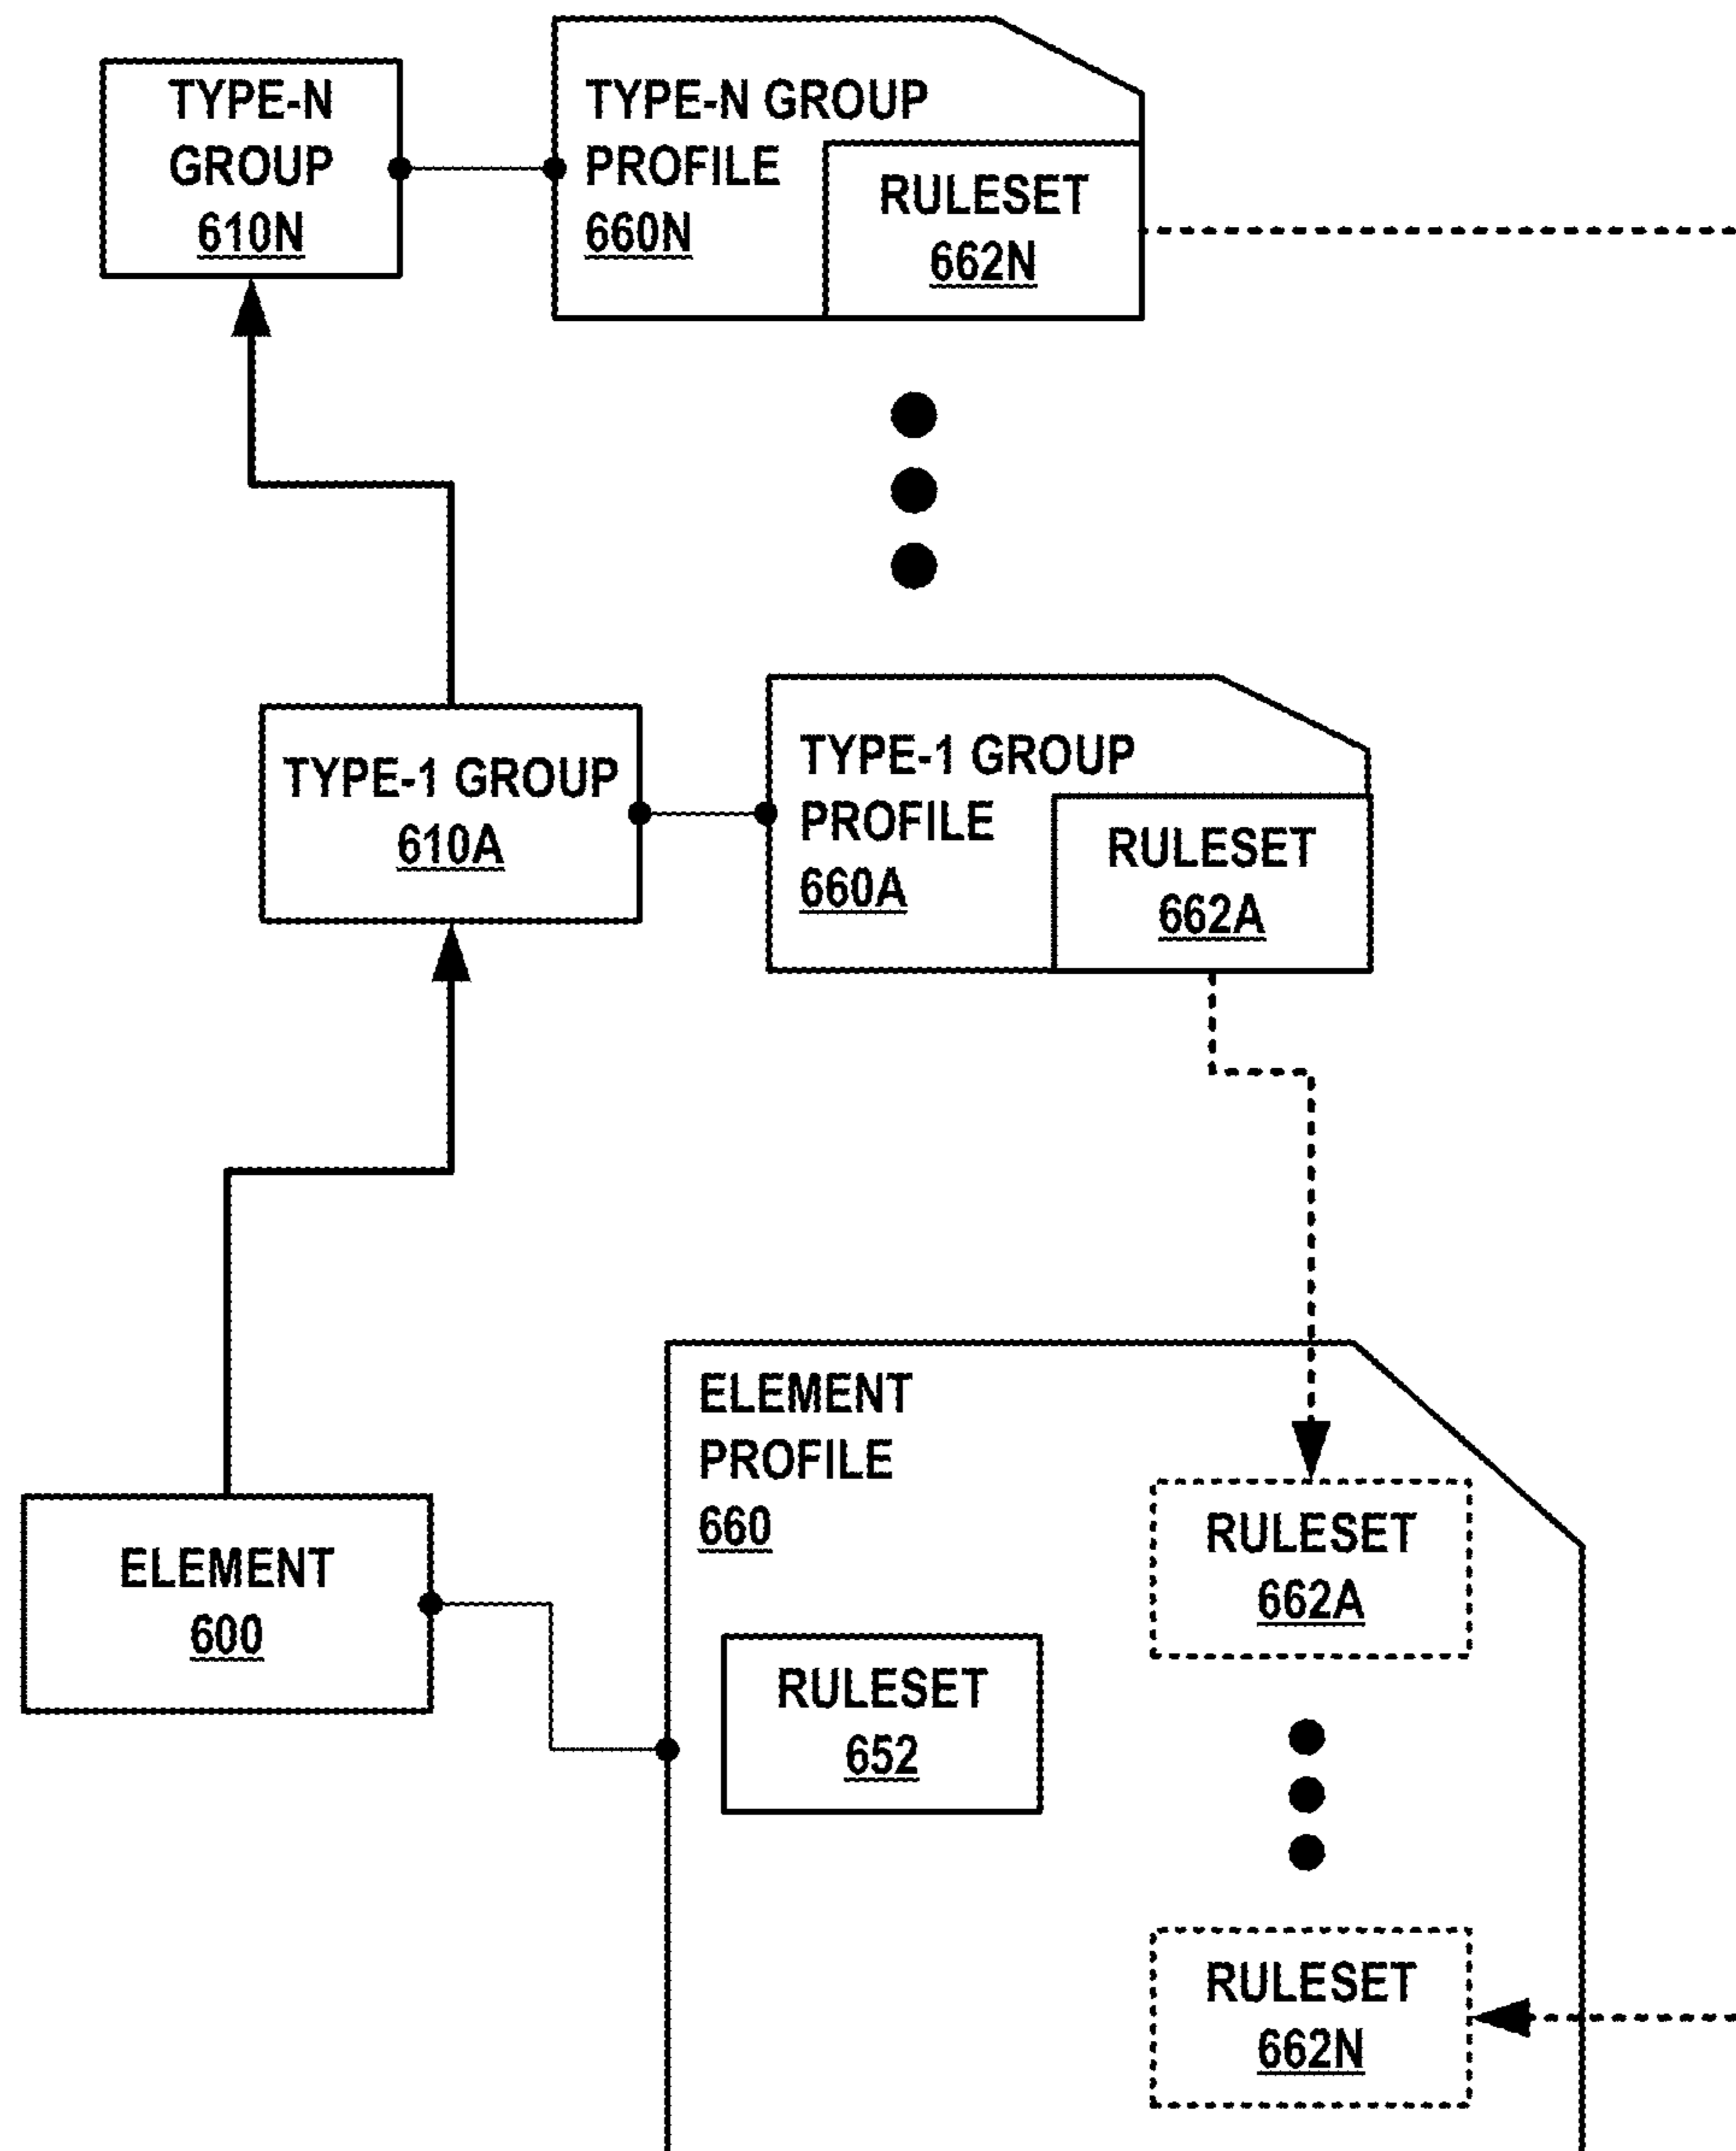 TYPE-N
GROUP
610N
TYPE-N GROUP
PROFILE
660N
RULESET
662N
TYPE-1 GROUP
610A
TYPE-1 GROUP
PROFILE
660A
RULESET
662A
ELEMENT
600
ELEMENT
PROFILE
660
RULESET
652
RULESET
662A
RULESET
662N